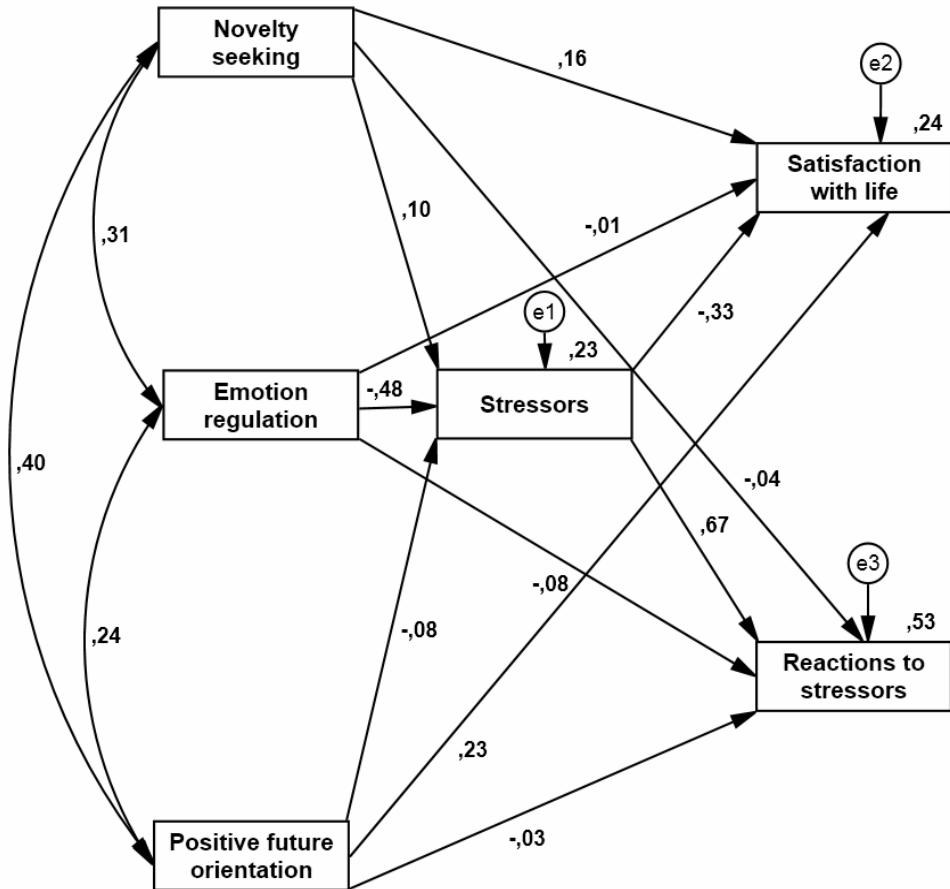 Novelty
seeking
,16
e2
,24
Satisfaction
with life
,10
-,01
,31
e1
,23
-,33
Emotion
regulation
-,48
Stressors
,40
-,04
,67
e3
-,08
,53
,24
-,08
Reactions to
stressors
,23
Positive future
orientation
-,03